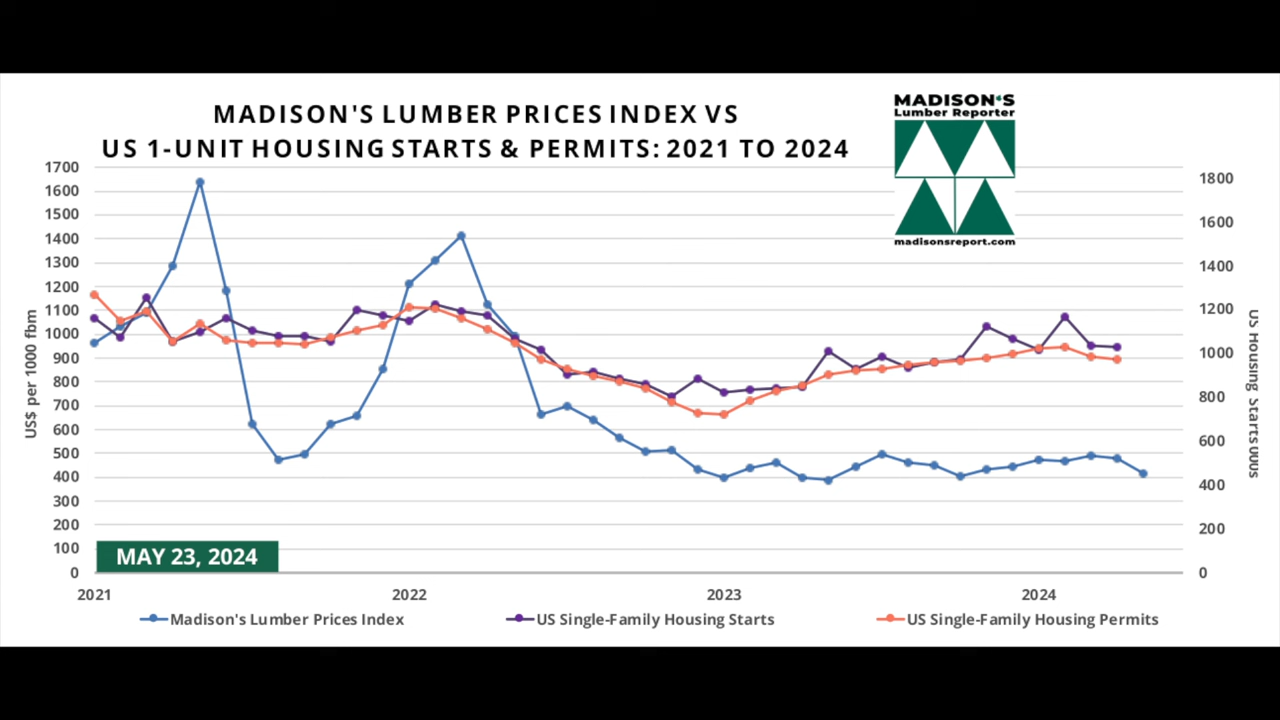 MADISON'S LUMBER PRICES INDEX VS
US 1-UNIT HOUSING STARTS & PERMITS: 2021 TO 2024
MADISON'S
Lumber Reporter
madisonsreport.com
1700
1600
1500
1400
1300
1200
1100
1000
900
800
700
600
500
400
300
200
100
0
US$ per 1000 fbm
1800
1600
1400
1200
1000
800
600
400
200
0
US Housing Starts 000s
MAY 23, 2024
2021
2022
2023
2024
Madison's Lumber Prices Index
US Single-Family Housing Starts
US Single-Family Housing Permits